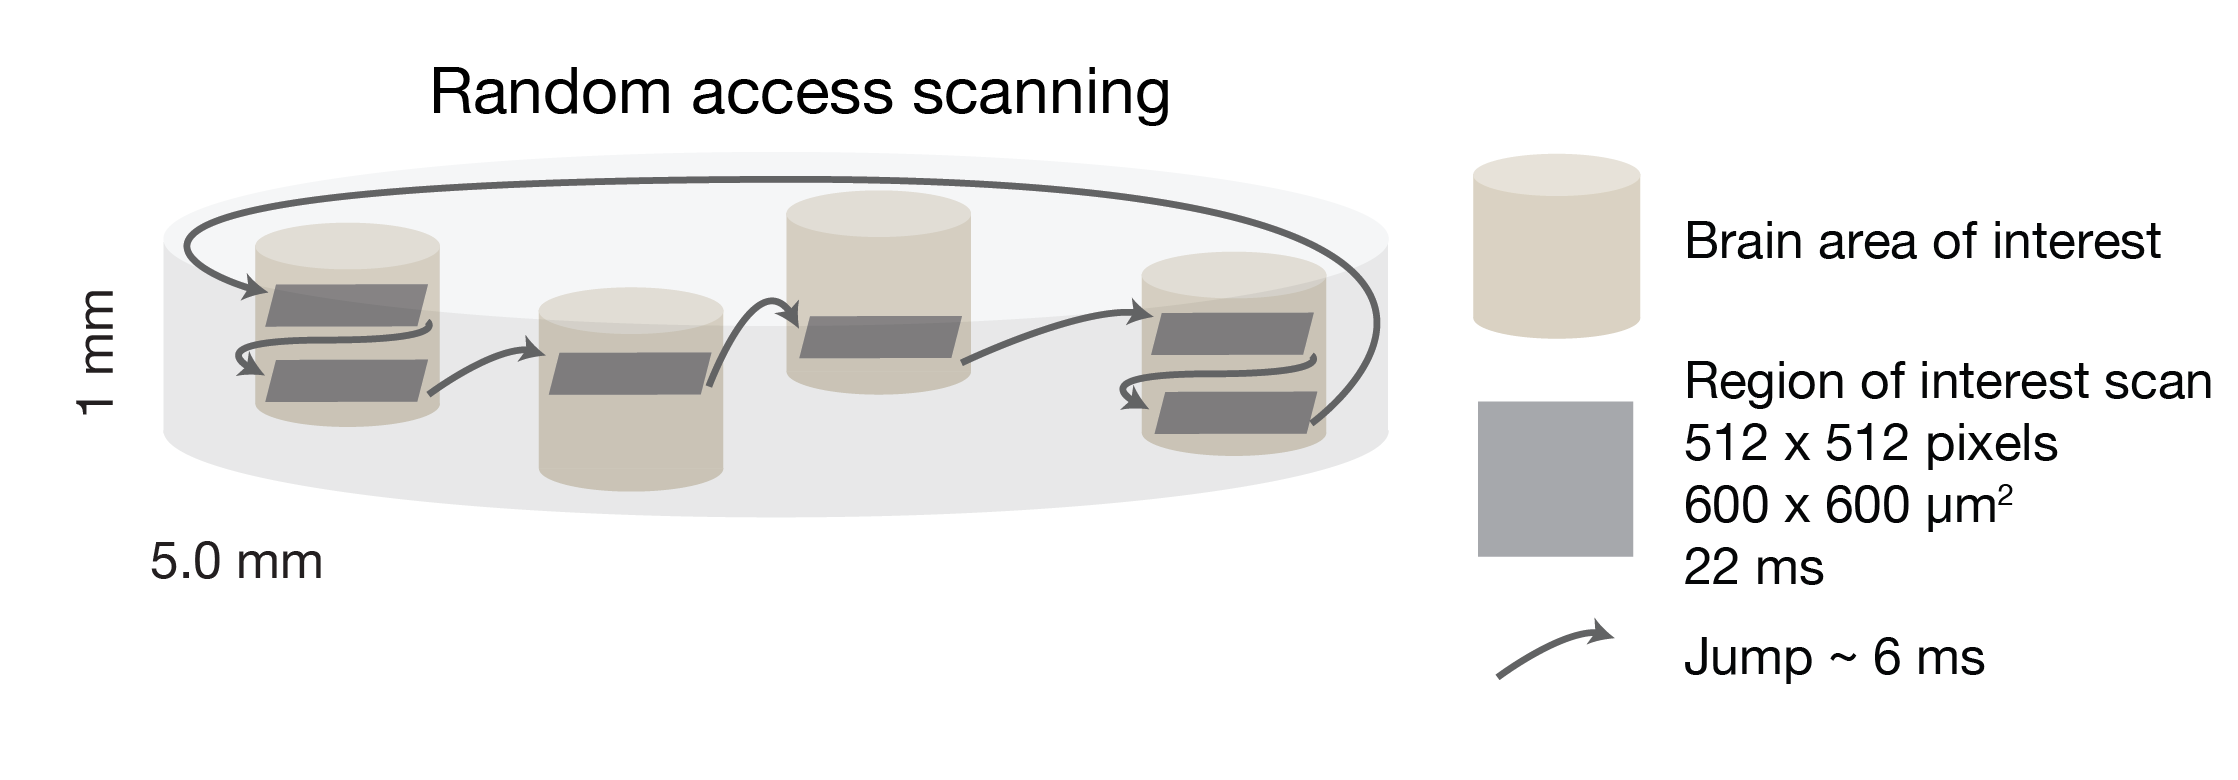 Random access scanning
1 mm
5.0 mm
Brain area of interest
Region of interest scan
512 x 512 pixels
600 x 600 µm²
22 ms
Jump ~ 6 ms